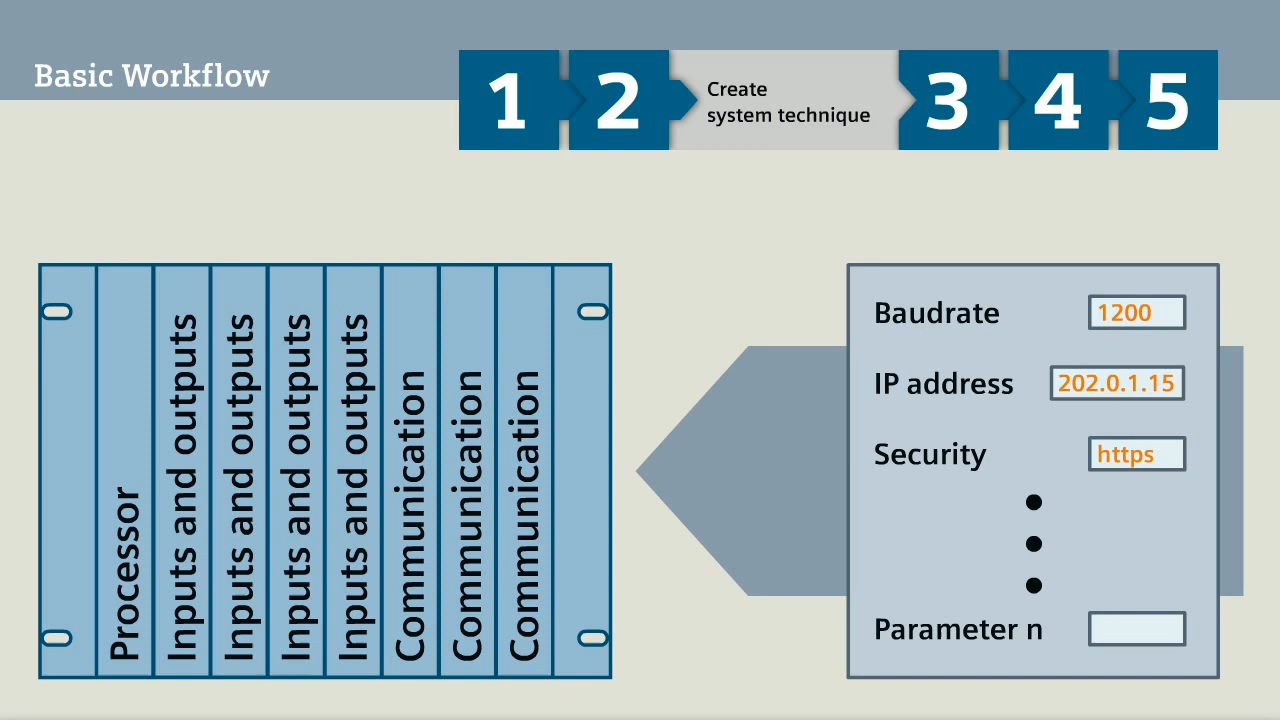 Basic Workflow
1
2
Create
system technique
3
4
5
Processor
Inputs and outputs
Inputs and outputs
Inputs and outputs
Inputs and outputs
Communication
Communication
Communication
Baudrate 1200
IP address 202.0.1.15
Security https
Parameter n